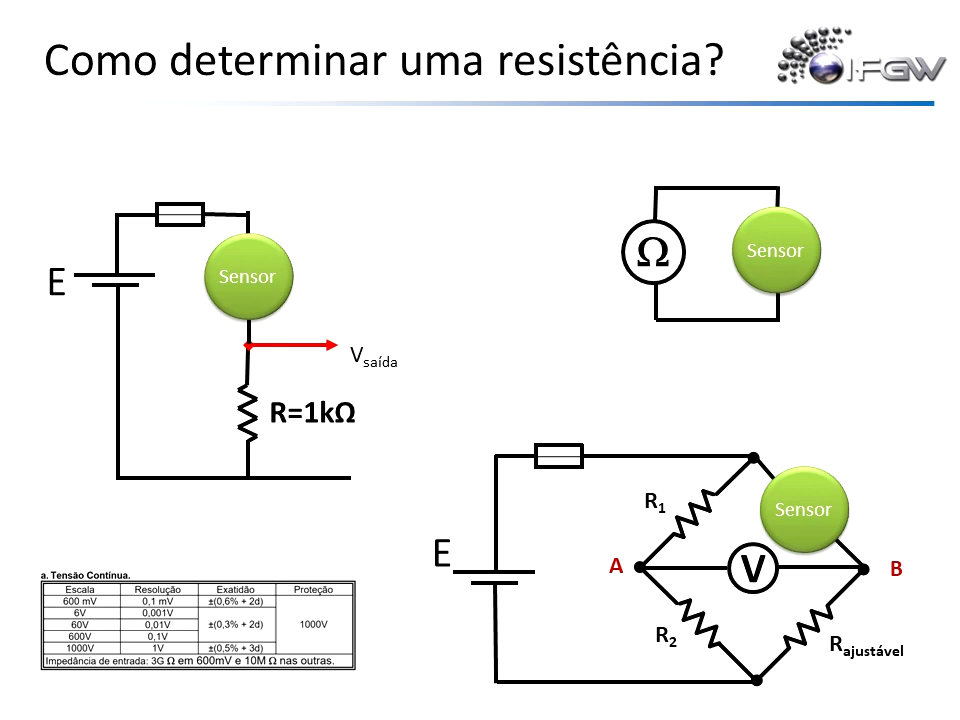 Como determinar uma resistência?
IFGW
E
Sensor
Vsaída
R=1kΩ
Ω
Sensor
E
R1
Sensor
A
V
B
R2
Rajustável
a. Tensão Contínua.
Escala Resolução Exatidão Proteção
600 mV 0,1 mV ±(0,6% + 2d)
6V 0,001V
60V 0,01V ±(0,3% + 2d) 1000V
600V 0,1V
1000V 1V ±(0,5% + 3d)
Impedância de entrada: 3G Ω em 600mV e 10M Ω nas outras.